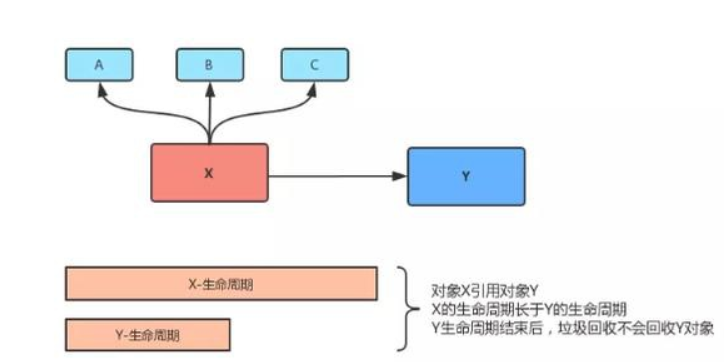 A
B
C
X
Y
X-生命周期
Y-生命周期
对象X引用对象Y
X的生命周期长于Y的生命周期
Y生命周期结束后，垃圾回收不会回收Y对象